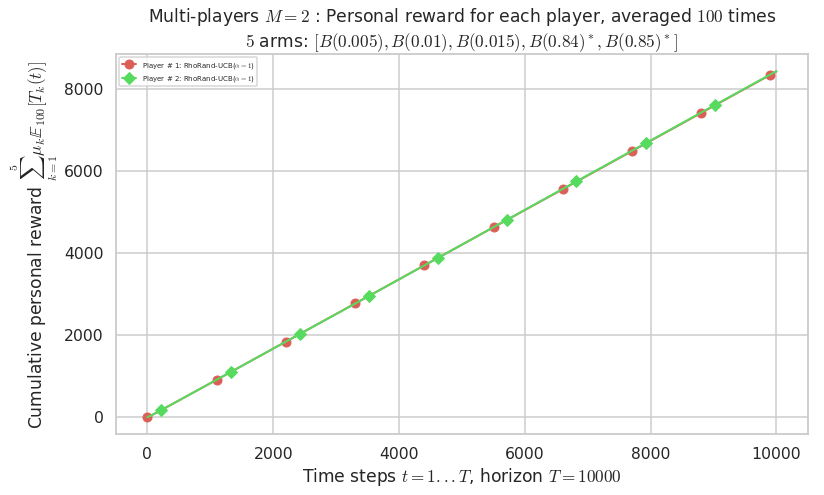 Multi-players $M = 2$ : Personal reward for each player, averaged $100$ times
$5$ arms: $[B(0.005), B(0.01), B(0.015), B(0.84)^*, B(0.85)^*]$
Cumulative personal reward $\sum_{k=1}^{5} \mu_k \mathbb{E}_{100}[T_k(t)]$
Player # 1: RhoRand-UCB($\alpha=1$)
Player # 2: RhoRand-UCB($\alpha=1$)
8000
6000
4000
2000
0
0 2000 4000 6000 8000 10000
Time steps $t = 1...T$, horizon $T = 10000$